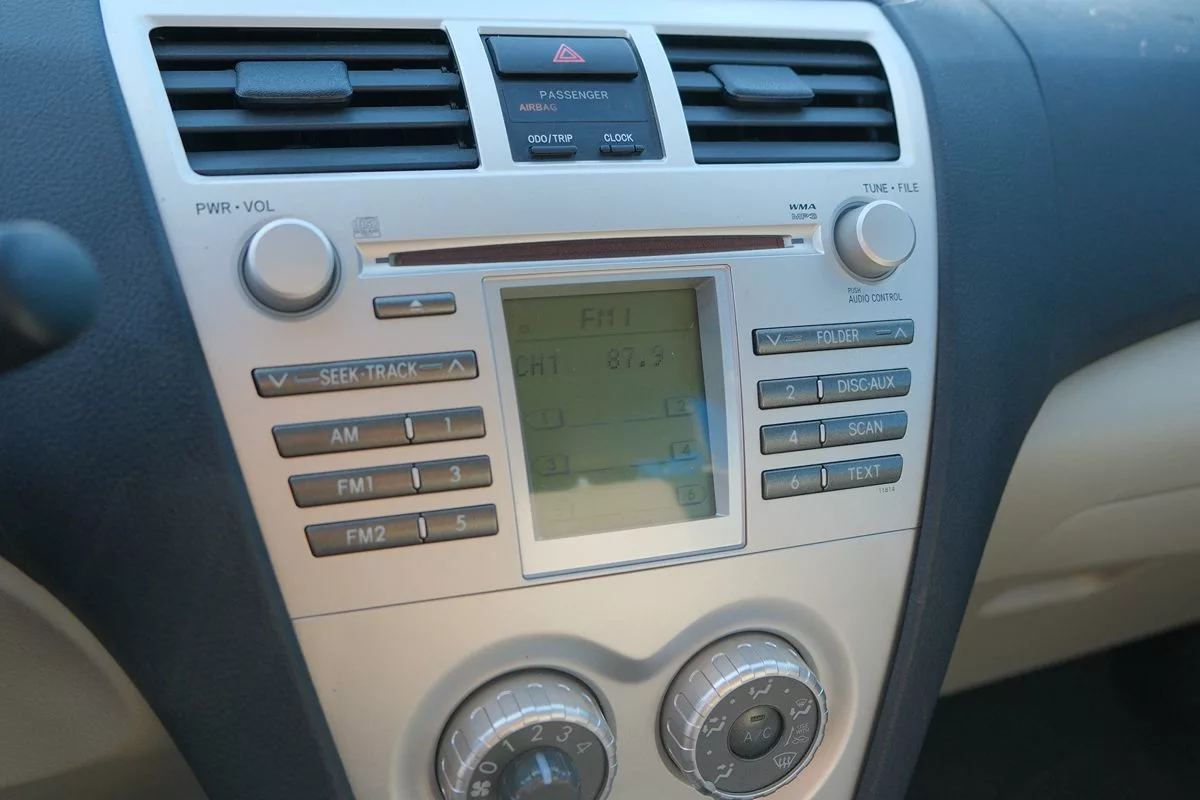 PASSENGER
AIRBAG
ODO/TRIP CLOCK
PWR•VOL
TUNE•FILE
WMA
MP3
PUSH
AUDIO CONTROL
FM1
CH1 87.9
1 2
3 4
6
SEEK•TRACK
FOLDER
AM 1
2 DISC•AUX
FM1 3
4 SCAN
FM2 5
6 TEXT
11814
0 1 2 3 4
A/C